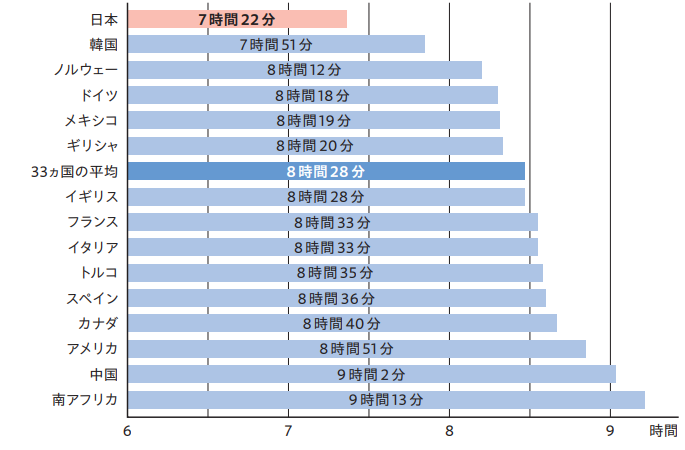 日本 7時間22分
韓国 7時間51分
ノルウェー 8時間12分
ドイツ 8時間18分
メキシコ 8時間19分
ギリシャ 8時間20分
33ヵ国の平均 8時間28分
イギリス 8時間28分
フランス 8時間33分
イタリア 8時間33分
トルコ 8時間35分
スペイン 8時間36分
カナダ 8時間40分
アメリカ 8時間51分
中国 9時間2分
南アフリカ 9時間13分
6 7 8 9 時間